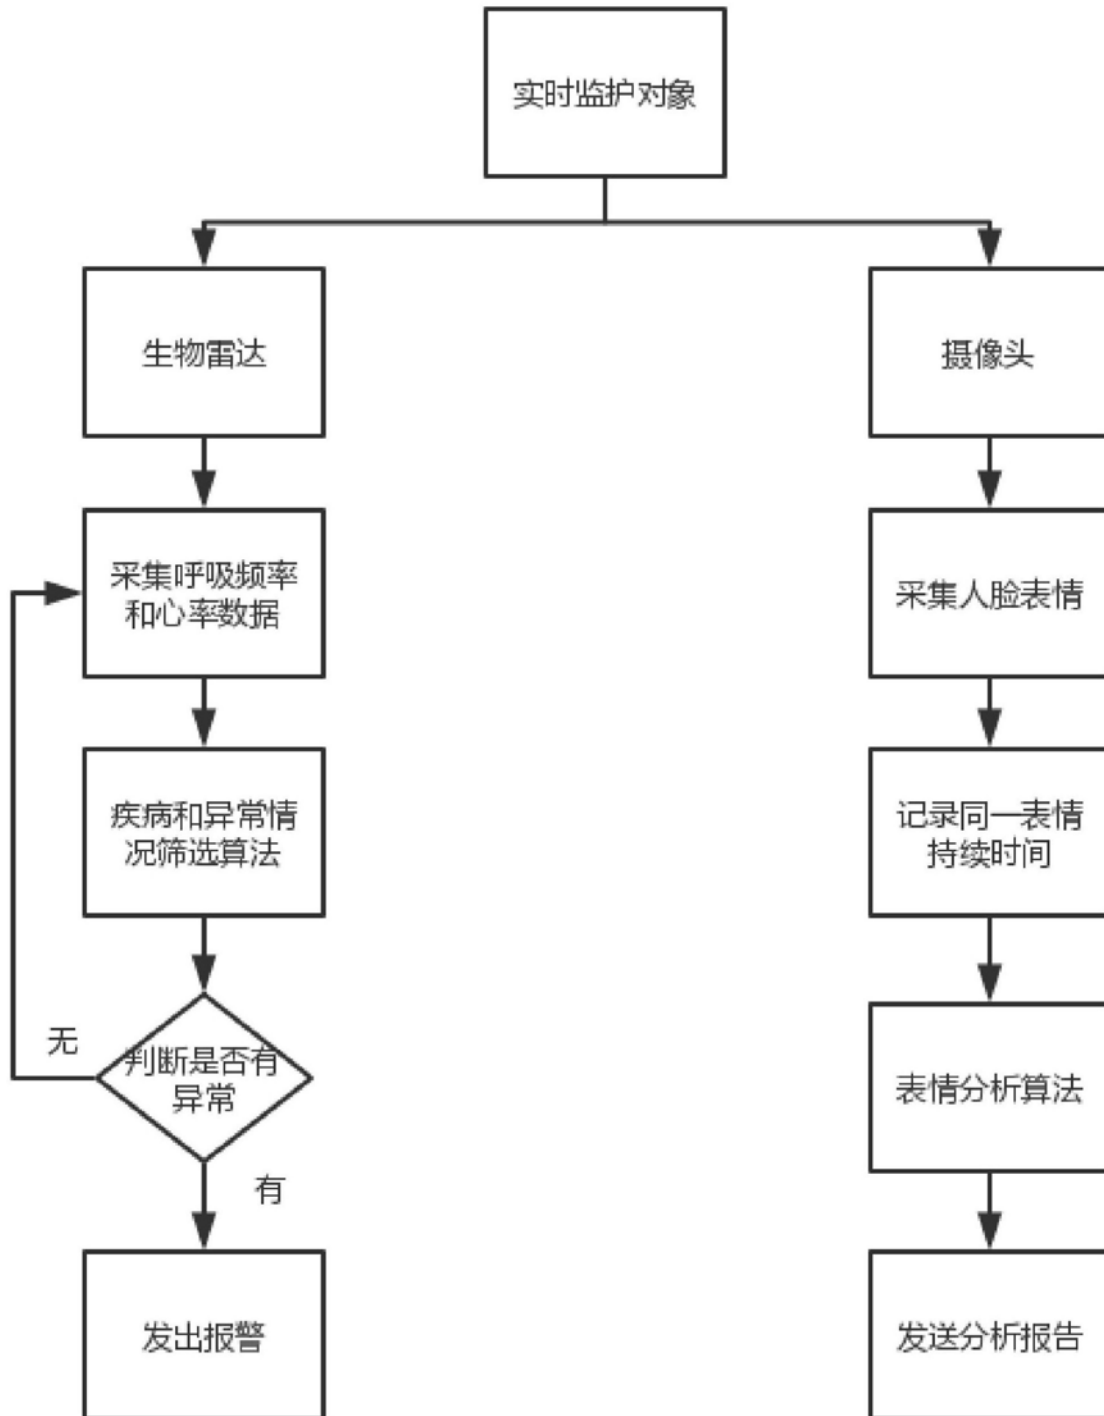 实时监护对象
生物雷达
摄像头
采集呼吸频率
和心率数据
采集人脸表情
疾病和异常情
况筛选算法
记录同一表情
持续时间
无
判断是否有
异常
表情分析算法
有
发出报警
发送分析报告